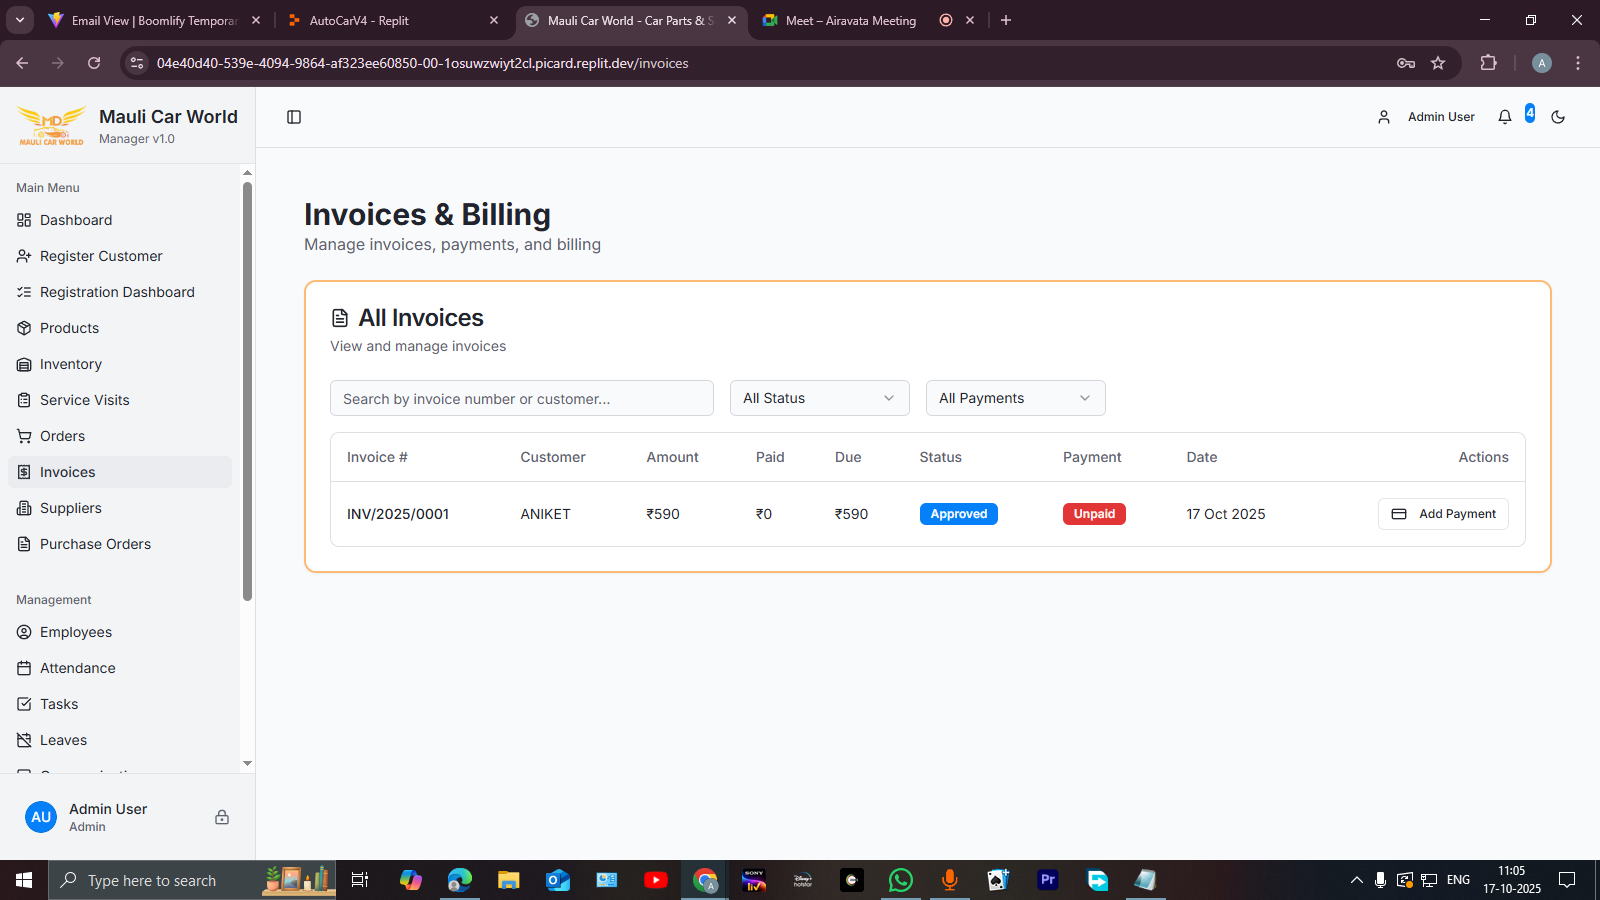 Email View | Boomlify Temporar
AutoCarV4 - Replit
Mauli Car World - Car Parts & S
Meet – Airavata Meeting
04e40d40-539e-4094-9864-af323ee60850-00-1osuwzwiyt2cl.picard.replit.dev/invoices
A
MD
MAULI CAR WORLD
Mauli Car World
Manager v1.0
Admin User
4
Main Menu
Dashboard
Register Customer
Registration Dashboard
Products
Inventory
Service Visits
Orders
Invoices
Suppliers
Purchase Orders
Management
Employees
Attendance
Tasks
Leaves
AU
Admin User
Admin
Invoices & Billing
Manage invoices, payments, and billing
All Invoices
View and manage invoices
Search by invoice number or customer...
All Status
All Payments
Invoice # Customer Amount Paid Due Status Payment Date Actions
INV/2025/0001 ANIKET ₹590 ₹0 ₹590 Approved Unpaid 17 Oct 2025 Add Payment
Type here to search
A
SONY
liv
Disney+
hotstar
Pr
ENG
11:05
17-10-2025